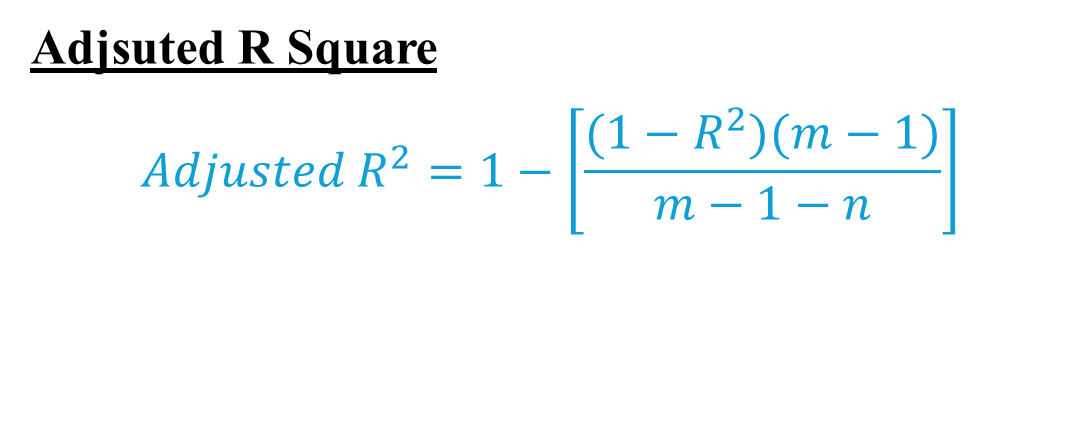 Adjsuted R Square
Adjusted R² = 1 − [(1 − R²)(m − 1) / m − 1 − n]